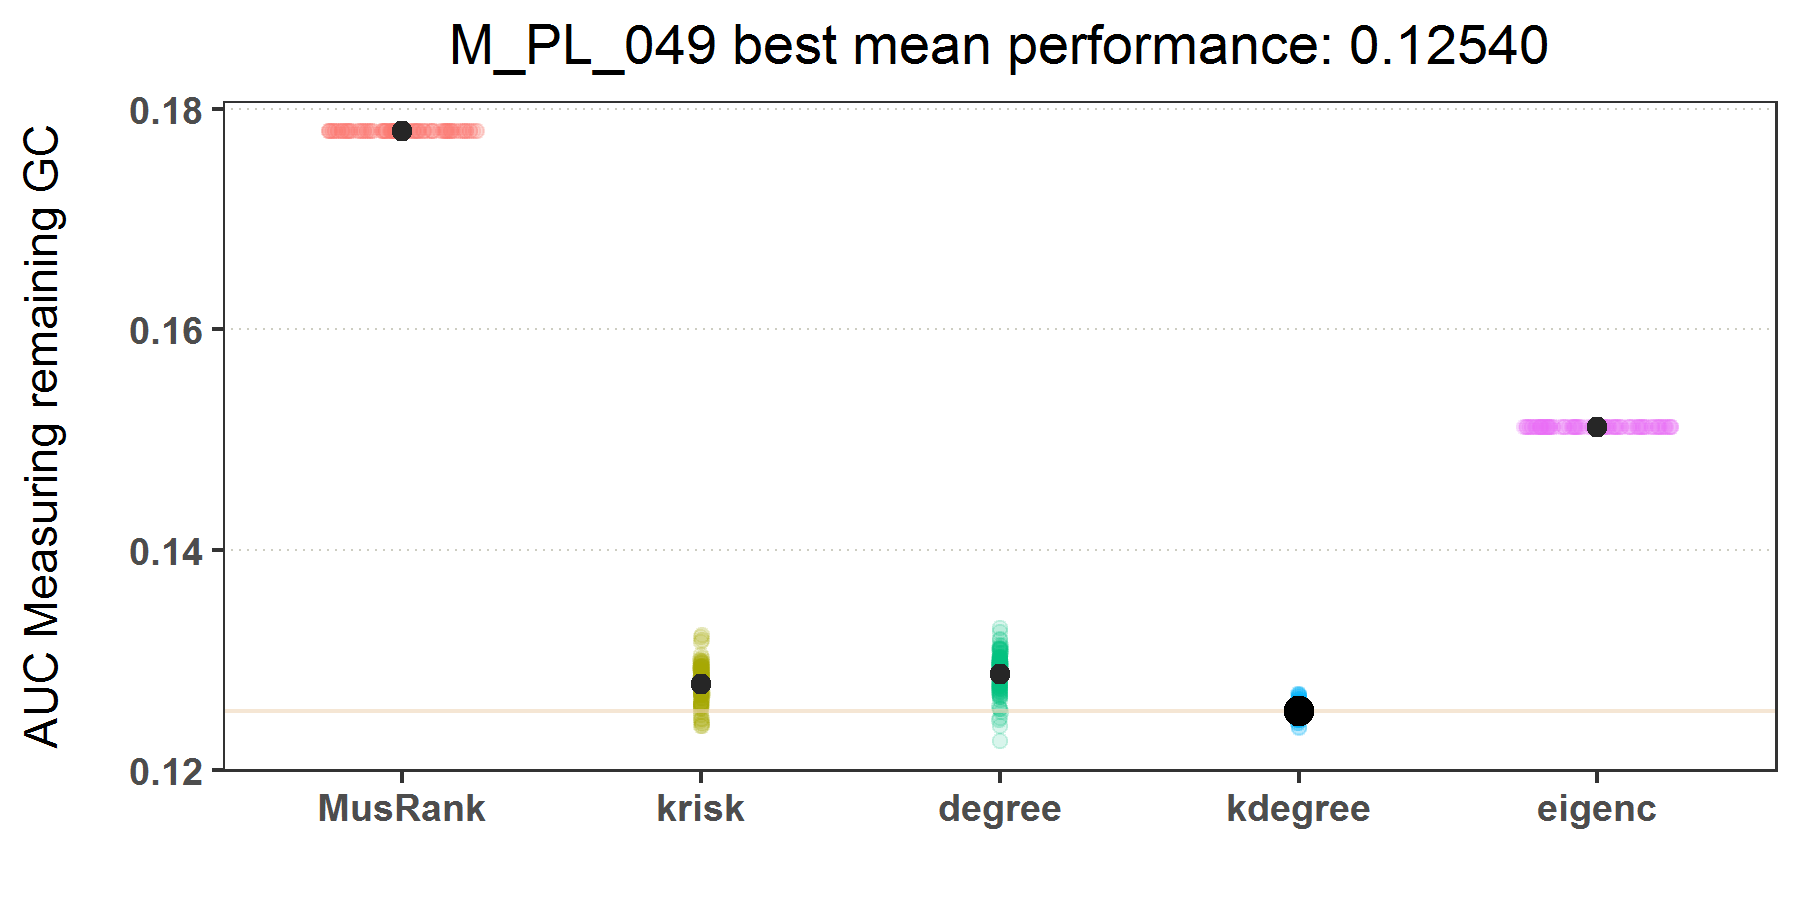 M_PL_049 best mean performance: 0.12540
AUC Measuring remaining GC
0.18
0.16
0.14
0.12
MusRank krisk degree kdegree eigenc